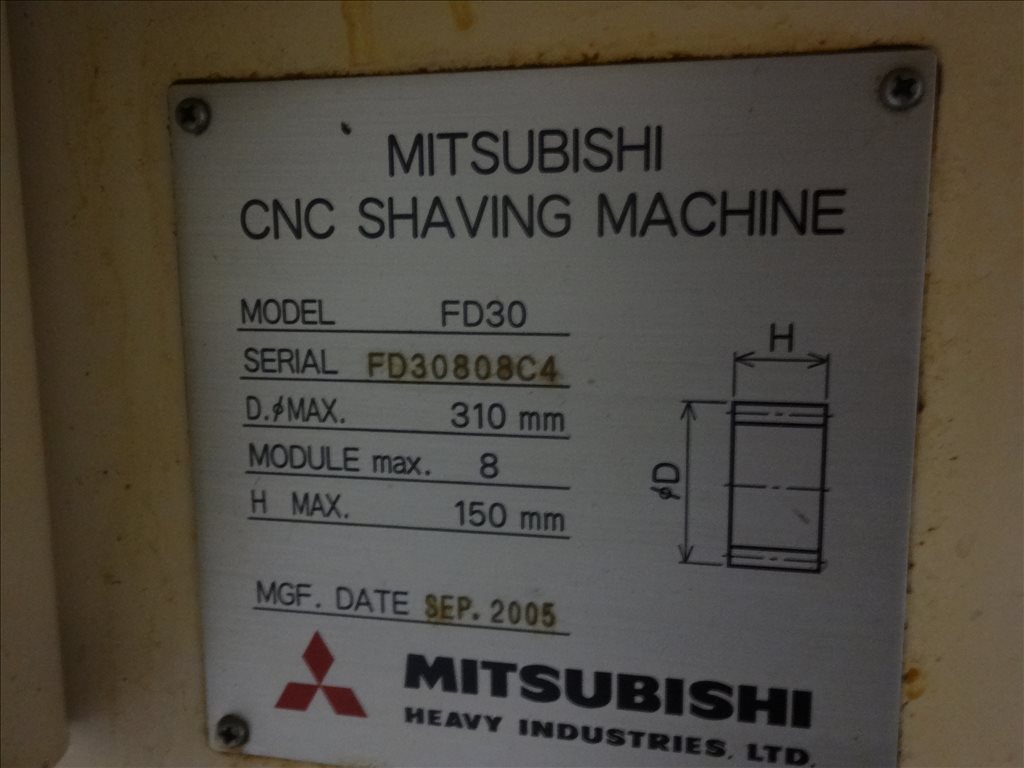 MITSUBISHI
CNC SHAVING MACHINE
MODEL FD30
SERIAL FD30808C4
D.φMAX. 310 mm
MODULE max. 8
H MAX. 150 mm
H
φD
MGF. DATE SEP. 2005
MITSUBISHI
HEAVY INDUSTRIES, LTD.